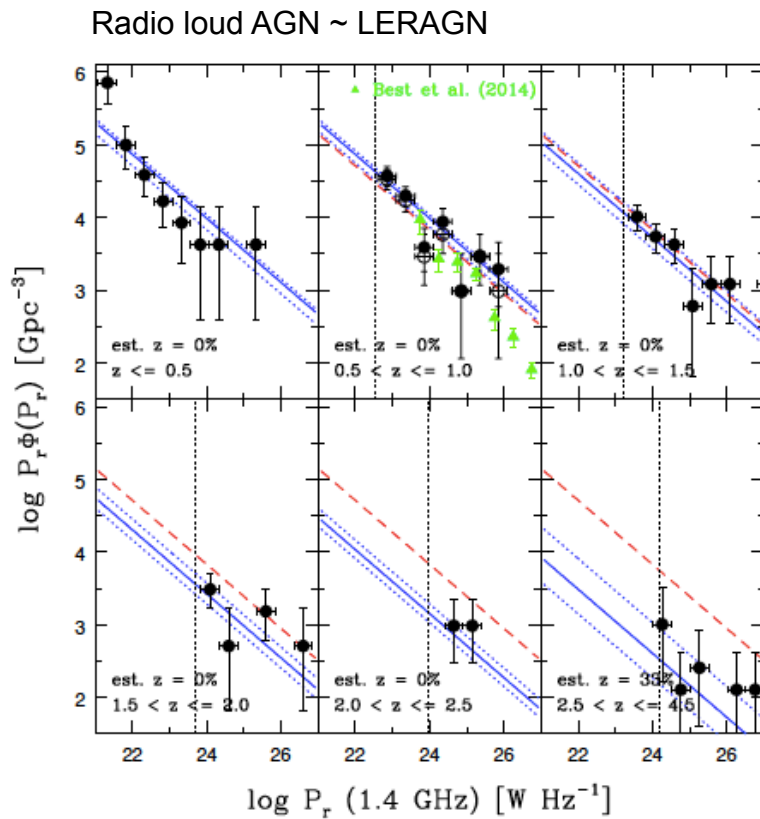 Radio loud AGN ~ LERAGN
6
5
4
3
2
est. z = 0%
z <= 0.5
Best et al. (2014)
est. z = 0%
0.5 < z <= 1.0
est. z = 0%
1.0 < z <= 1.5
log P_r Φ(P_r) [Gpc⁻³]
6
5
4
3
2
est. z = 0%
1.5 < z <= 2.0
est. z = 0%
2.0 < z <= 2.5
est. z = 33%
2.5 < z <= 4.5
22 24 26 22 24 26 22 24 26
log P_r (1.4 GHz) [W Hz⁻¹]